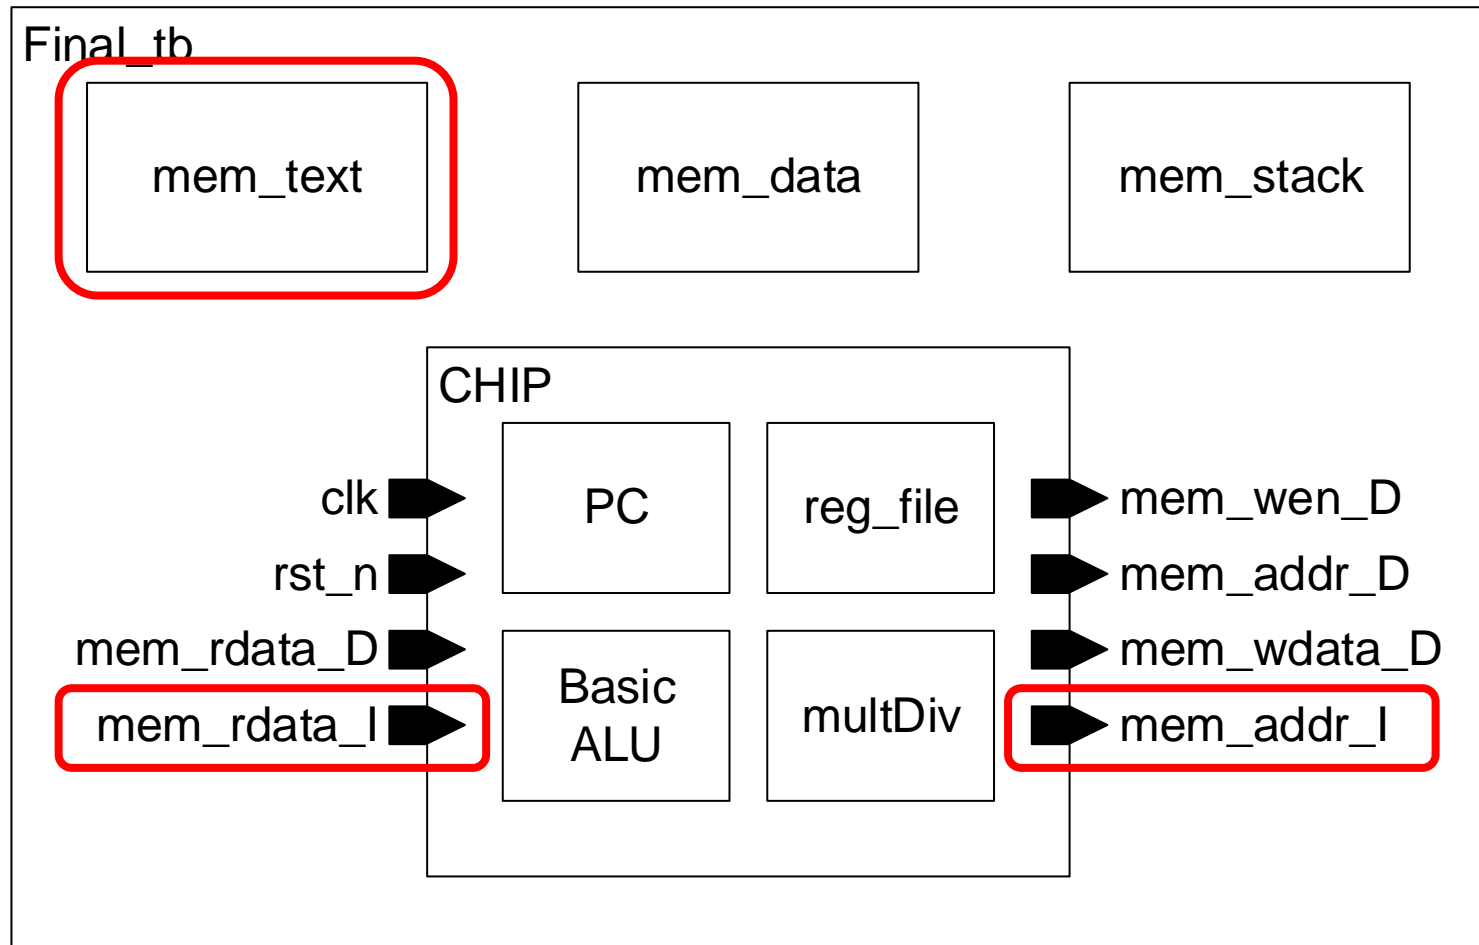 Final_tb
mem_text
mem_data
mem_stack
CHIP
PC
reg_file
Basic
ALU
multDiv
clk
rst_n
mem_rdata_D
mem_rdata_I
mem_wen_D
mem_addr_D
mem_wdata_D
mem_addr_I